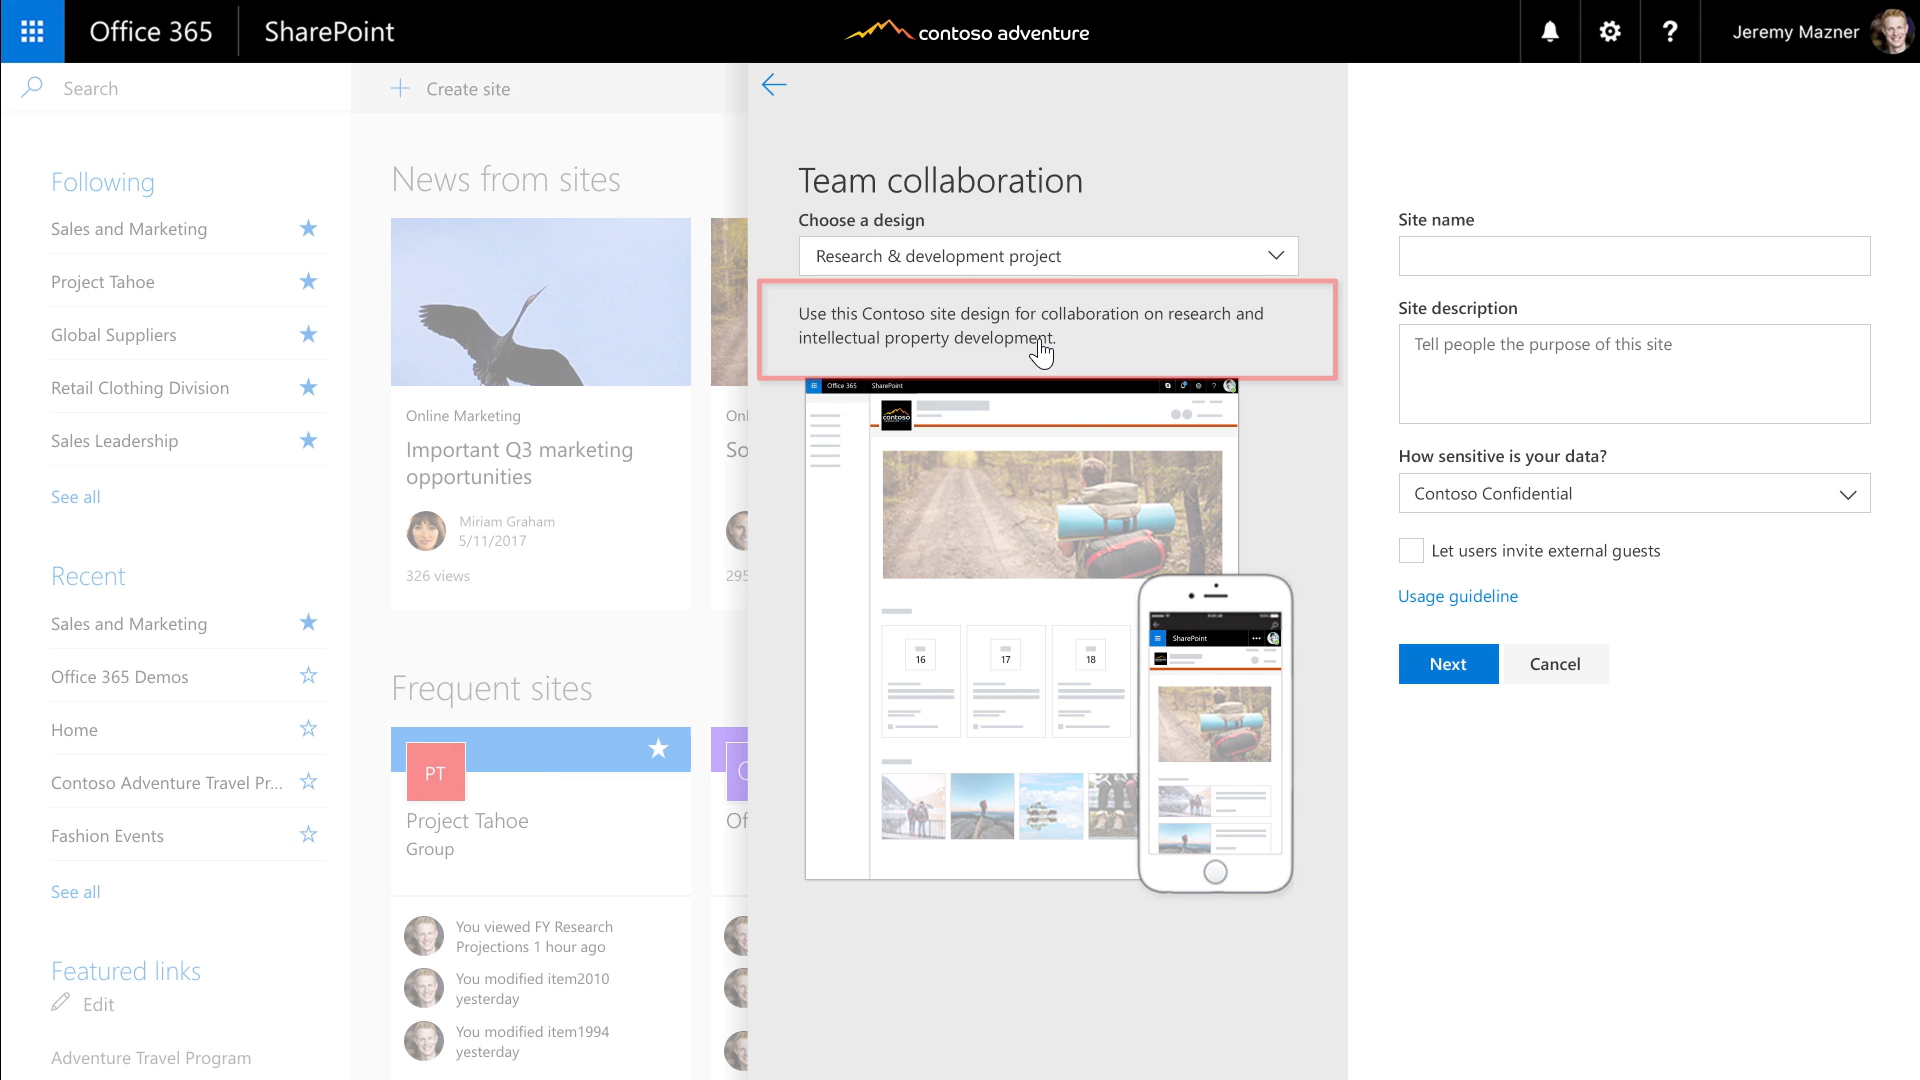 Office 365
SharePoint
contoso adventure
?
Jeremy Mazner
Search
Following
Sales and Marketing
Project Tahoe
Global Suppliers
Retail Clothing Division
Sales Leadership
See all
Recent
Sales and Marketing
Office 365 Demos
Home
Contoso Adventure Travel Pr...
Fashion Events
See all
Featured links
Edit
Adventure Travel Program
Create site
News from sites
Online Marketing
Important Q3 marketing
opportunities
Miriam Graham
5/11/2017
326 views
Onl
So
295
Frequent sites
PT
Project Tahoe
Group
You viewed FY Research
Projections 1 hour ago
You modified item2010
yesterday
You modified item1994
yesterday
Of
Team collaboration
Choose a design
Research & development project
Use this Contoso site design for collaboration on research and
intellectual property development.
Office 365
SharePoint
?
contoso
16
17
18
SharePoint
Site name
Site description
Tell people the purpose of this site
How sensitive is your data?
Contoso Confidential
Let users invite external guests
Usage guideline
Next
Cancel